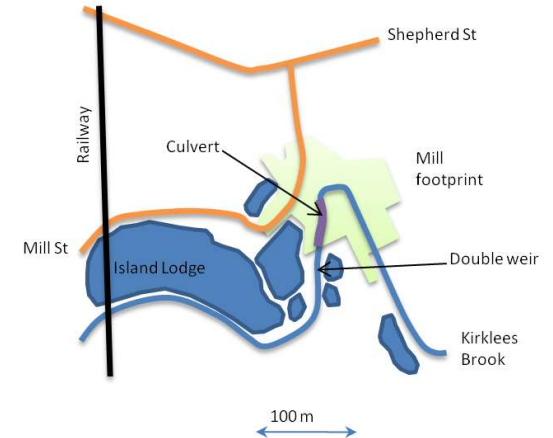 Shepherd St
Railway
Culvert
Mill
footprint
Mill St
Island Lodge
Double weir
Kirklees
Brook
100 m